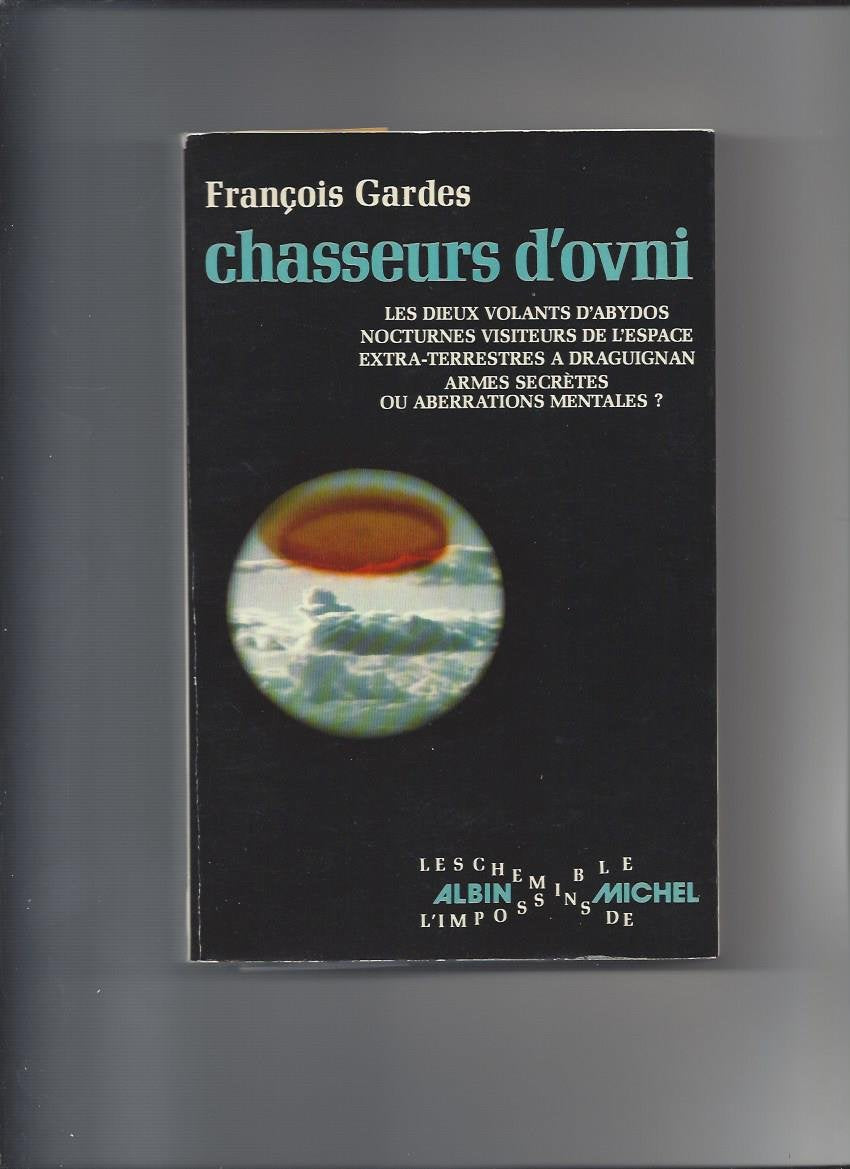 François Gardes
chasseurs d'ovni
LES DIEUX VOLANTS D'ABYDOS
NOCTURNES VISITEURS DE L'ESPACE
EXTRA-TERRESTRES A DRAGUIGNAN
ARMES SECRÈTES
OU ABERRATIONS MENTALES ?
LES CHEMINS DE
L'IMPOSSIBLE
ALBIN MICHEL